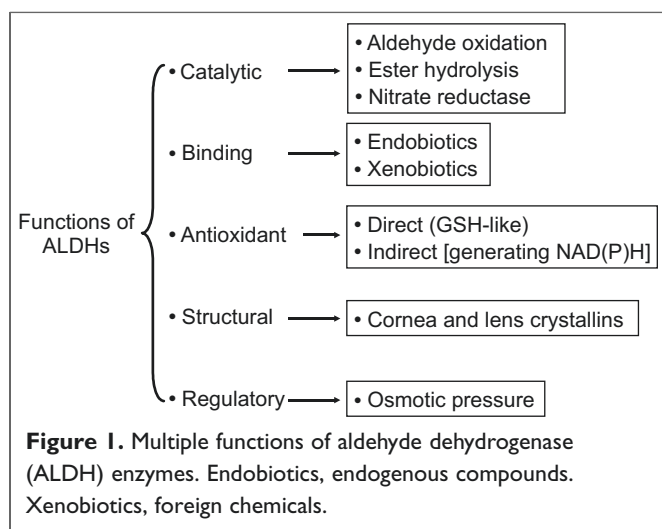 • Catalytic
• Aldehyde oxidation
• Ester hydrolysis
• Nitrate reductase
• Binding
• Endobiotics
• Xenobiotics
Functions of
ALDHs
• Antioxidant
• Direct (GSH-like)
• Indirect [generating NAD(P)H]
• Structural
• Cornea and lens crystallins
• Regulatory
• Osmotic pressure
Figure 1. Multiple functions of aldehyde dehydrogenase
(ALDH) enzymes. Endobiotics, endogenous compounds.
Xenobiotics, foreign chemicals.